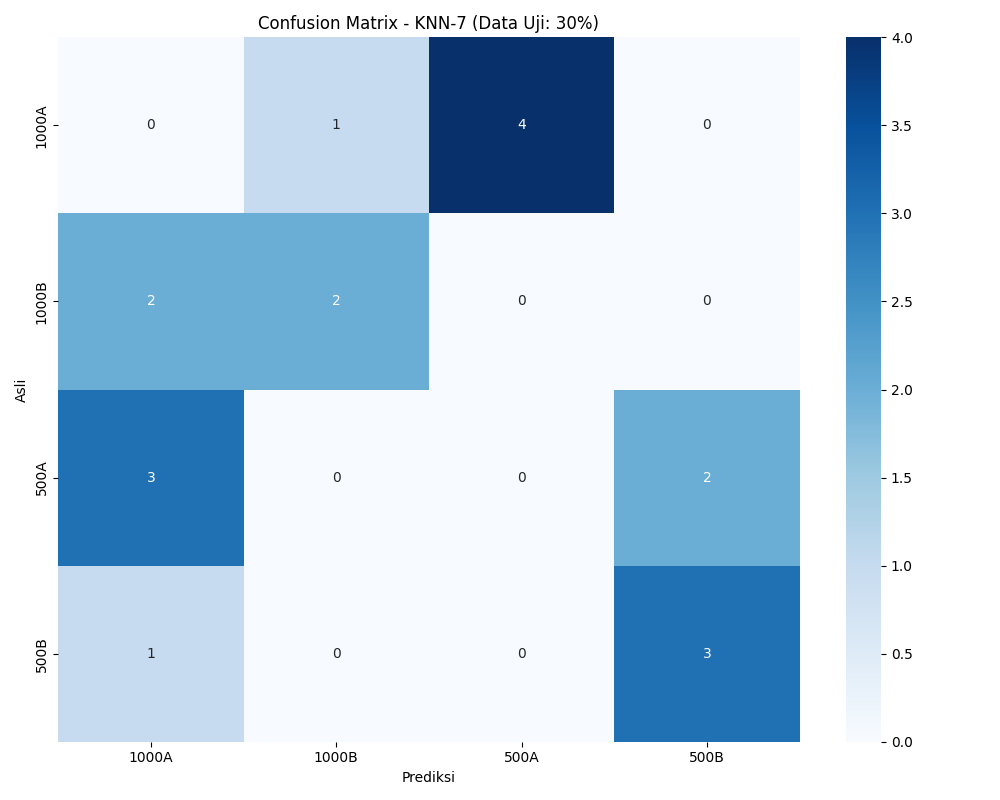 Confusion Matrix - KNN-7 (Data Uji: 30%)
Asli
1000A
0 1 4 0
1000B
2 2 0 0
500A
3 0 0 2
500B
1 0 0 3
1000A 1000B 500A 500B
Prediksi
4.0
3.5
3.0
2.5
2.0
1.5
1.0
0.5
0.0